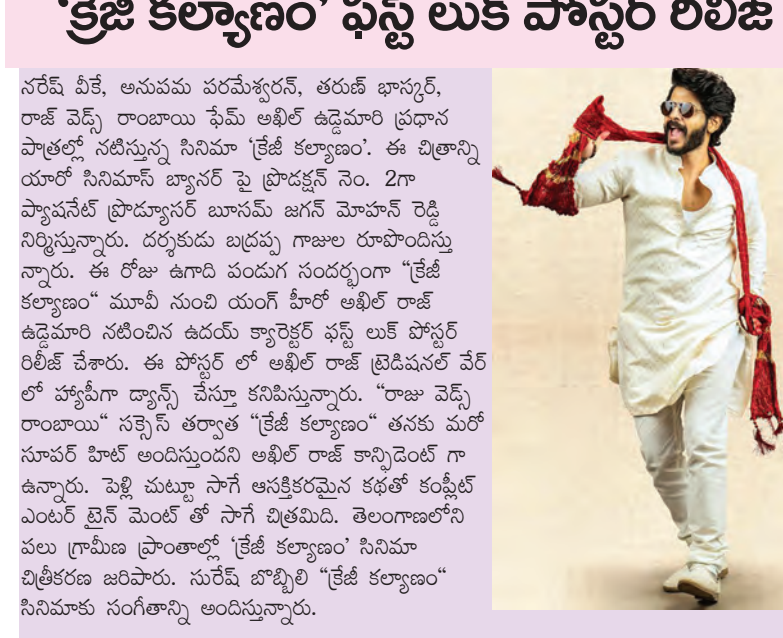 ‘క్రేజీ కల్యాణం’ ఫస్ట్ లుక్ పోస్టర్ రిలీజ్
నరేష్ వీకే, అనుపమ పరమేశ్వరన్, తరుణ్ భాస్కర్,
రాజ్ వెడ్స్ రాంబాయి ఫేమ్ అఖిల్ ఉడ్డెమారి ప్రధాన
పాత్రల్లో నటిస్తున్న సినిమా ‘క్రేజీ కల్యాణం’. ఈ చిత్రాన్ని
యారో సినిమాస్ బ్యానర్ పై ప్రొడక్షన్ నెం. 2గా
ప్యాషనేట్ ప్రొడ్యూసర్ బూసమ్ జగన్ మోహన్ రెడ్డి
నిర్మిస్తున్నారు. దర్శకుడు బద్రప్ప గాజుల రూపొందిస్తు
న్నారు. ఈ రోజు ఉగాది పండుగ సందర్భంగా “క్రేజీ
కల్యాణం“ మూవీ నుంచి యంగ్ హీరో అఖిల్ రాజ్
ఉడ్డెమారి నటించిన ఉదయ్ క్యారెక్టర్ ఫస్ట్ లుక్ పోస్టర్
రిలీజ్ చేశారు. ఈ పోస్టర్ లో అఖిల్ రాజ్ ట్రెడిషనల్ వేర్
లో హ్యాపీగా డ్యాన్స్ చేస్తూ కనిపిస్తున్నారు. “రాజు వెడ్స్
రాంబాయి“ సక్సెస్ తర్వాత “క్రేజీ కల్యాణం“ తనకు మరో
సూపర్ హిట్ అందిస్తుందని అఖిల్ రాజ్ కాన్ఫిడెంట్ గా
ఉన్నారు. పెళ్లి చుట్టూ సాగే ఆసక్తికరమైన కథతో కంప్లీట్
ఎంటర్ టైన్ మెంట్ తో సాగే చిత్రమిది. తెలంగాణలోని
పలు గ్రామీణ ప్రాంతాల్లో ‘క్రేజీ కల్యాణం’ సినిమా
చిత్రీకరణ జరిపారు. సురేష్ బొబ్బిలి “క్రేజీ కల్యాణం“
సినిమాకు సంగీతాన్ని అందిస్తున్నారు.